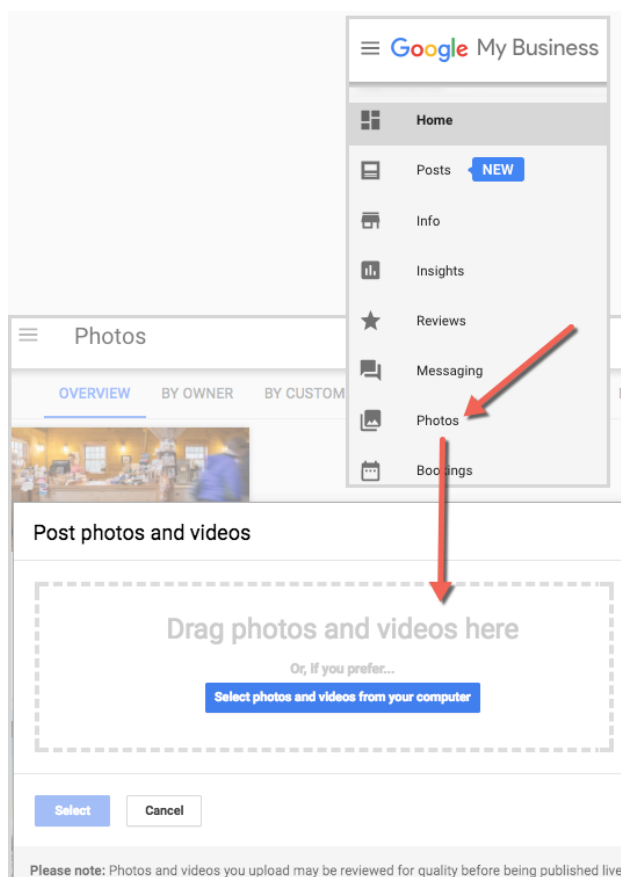 Google My Business
Home
Posts NEW
Info
Insights
Reviews
Messaging
Photos
Bookings
Photos
OVERVIEW BY OWNER BY CUSTOM
Post photos and videos
Drag photos and videos here
Or, if you prefer...
Select photos and videos from your computer
Select Cancel
Please note: Photos and videos you upload may be reviewed for quality before being published live